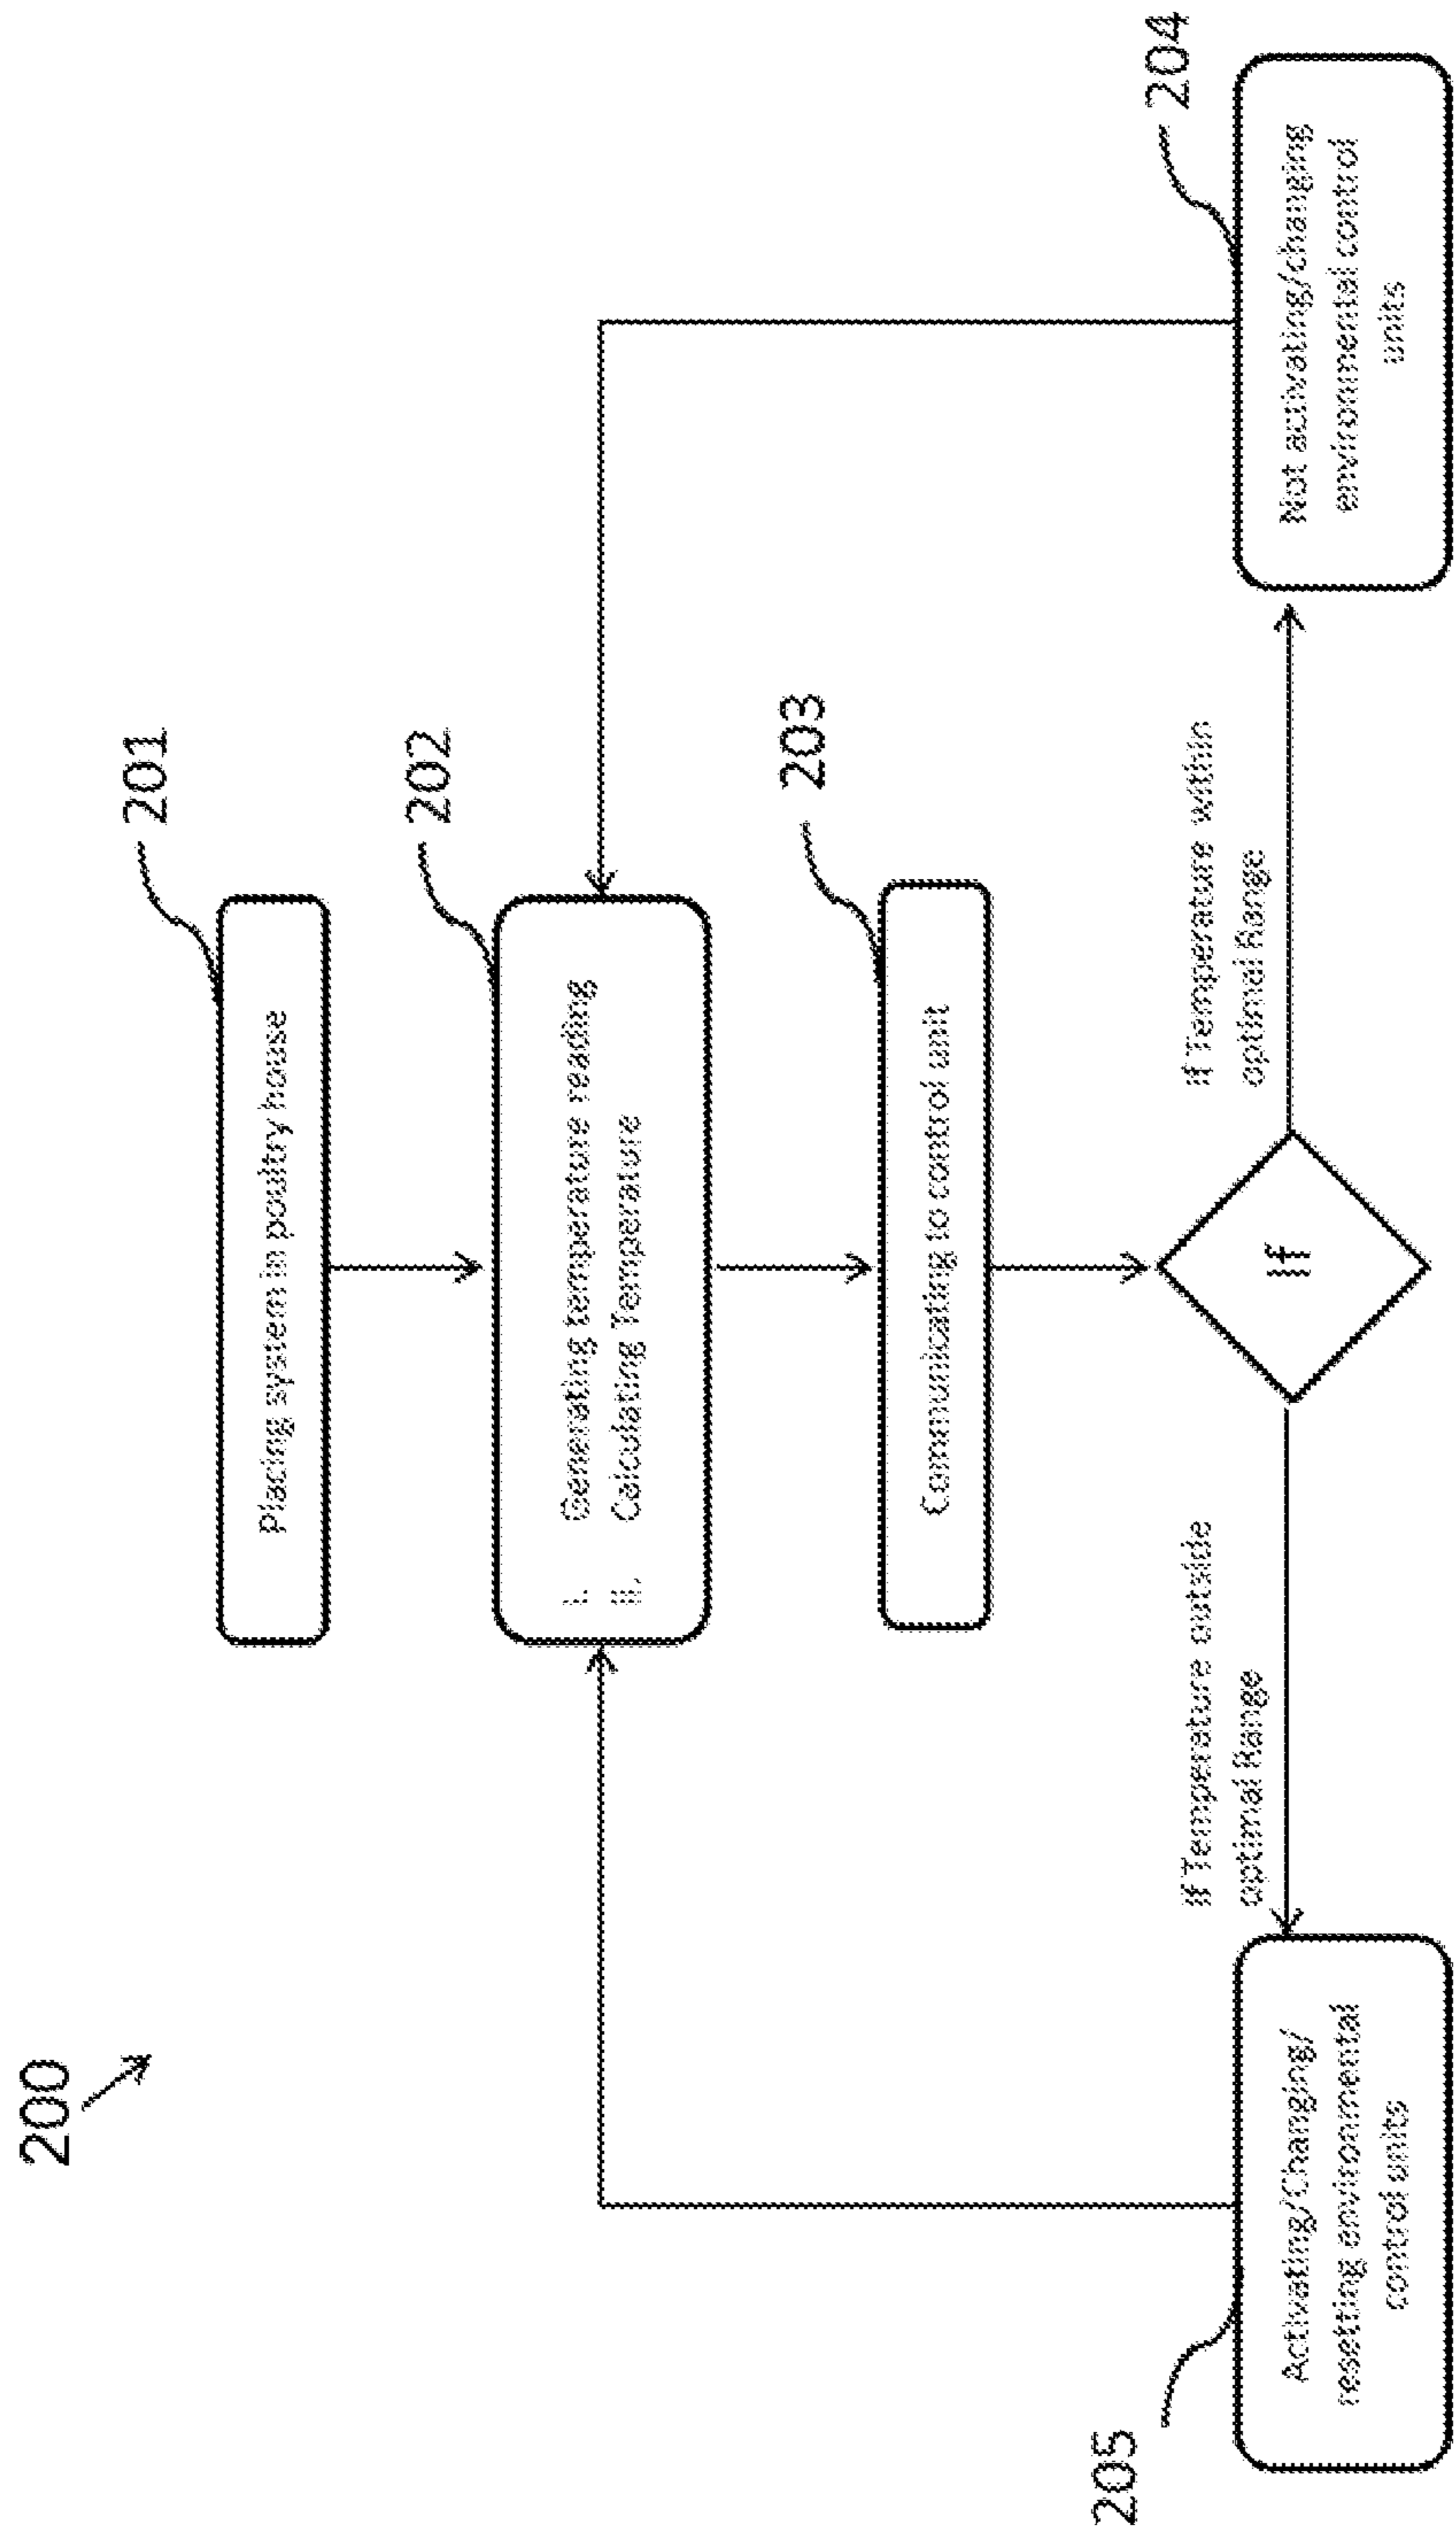 200
201
Placing system in poultry house
202
i. Generating temperature reading
ii. Calculating Temperature
203
Communicating to control unit
If
If Temperature outside
optimal Range
If Temperature within
optimal Range
205
Activating/Changing/
resetting environmental
control units
204
Not activating/changing
environmental control
units